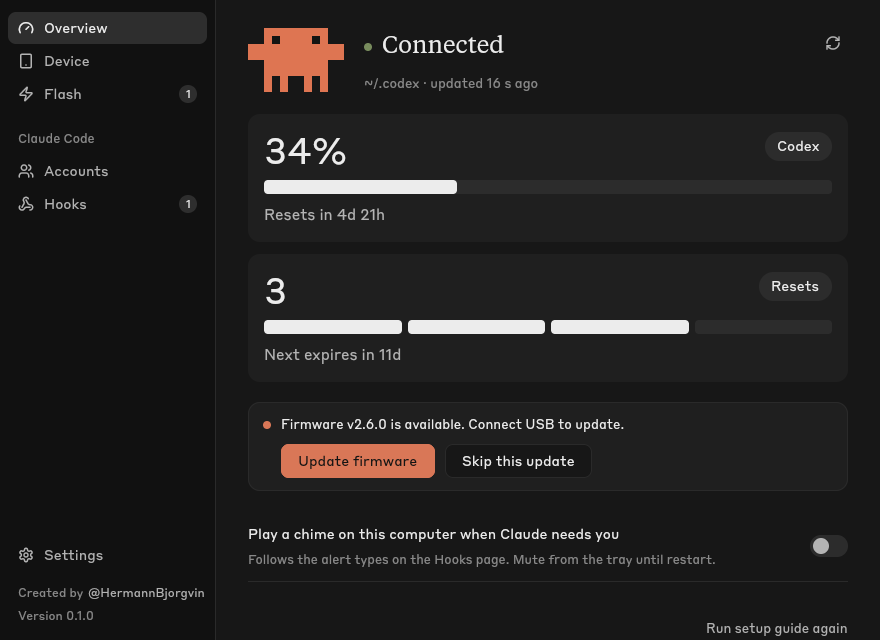 Overview
Device
Flash
1
Claude Code
Accounts
Hooks
1
Settings
Created by @HermannBjorgvin
Version 0.1.0
Connected
~/.codex · updated 16 s ago
34%
Codex
Resets in 4d 21h
3
Resets
Next expires in 11d
Firmware v2.6.0 is available. Connect USB to update.
Update firmware
Skip this update
Play a chime on this computer when Claude needs you
Follows the alert types on the Hooks page. Mute from the tray until restart.
Run setup guide again